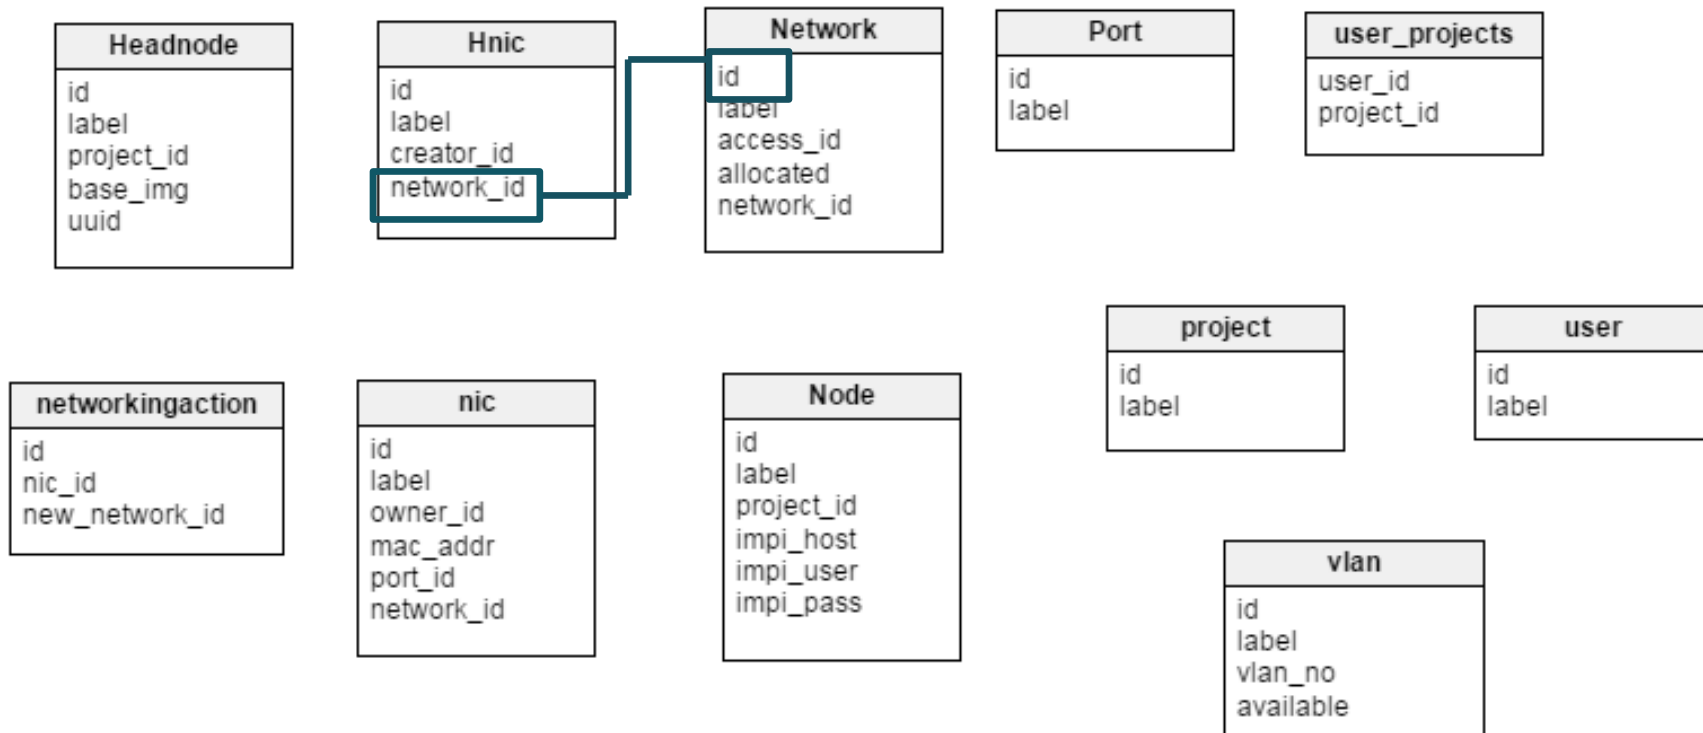 Headnode
id
label
project_id
base_img
uuid
Hnic
id
label
creator_id
network_id
Network
id
label
access_id
allocated
network_id
Port
id
label
user_projects
user_id
project_id
networkingaction
id
nic_id
new_network_id
nic
id
label
owner_id
mac_addr
port_id
network_id
Node
id
label
project_id
impi_host
impi_user
impi_pass
project
id
label
user
id
label
vlan
id
label
vlan_no
available